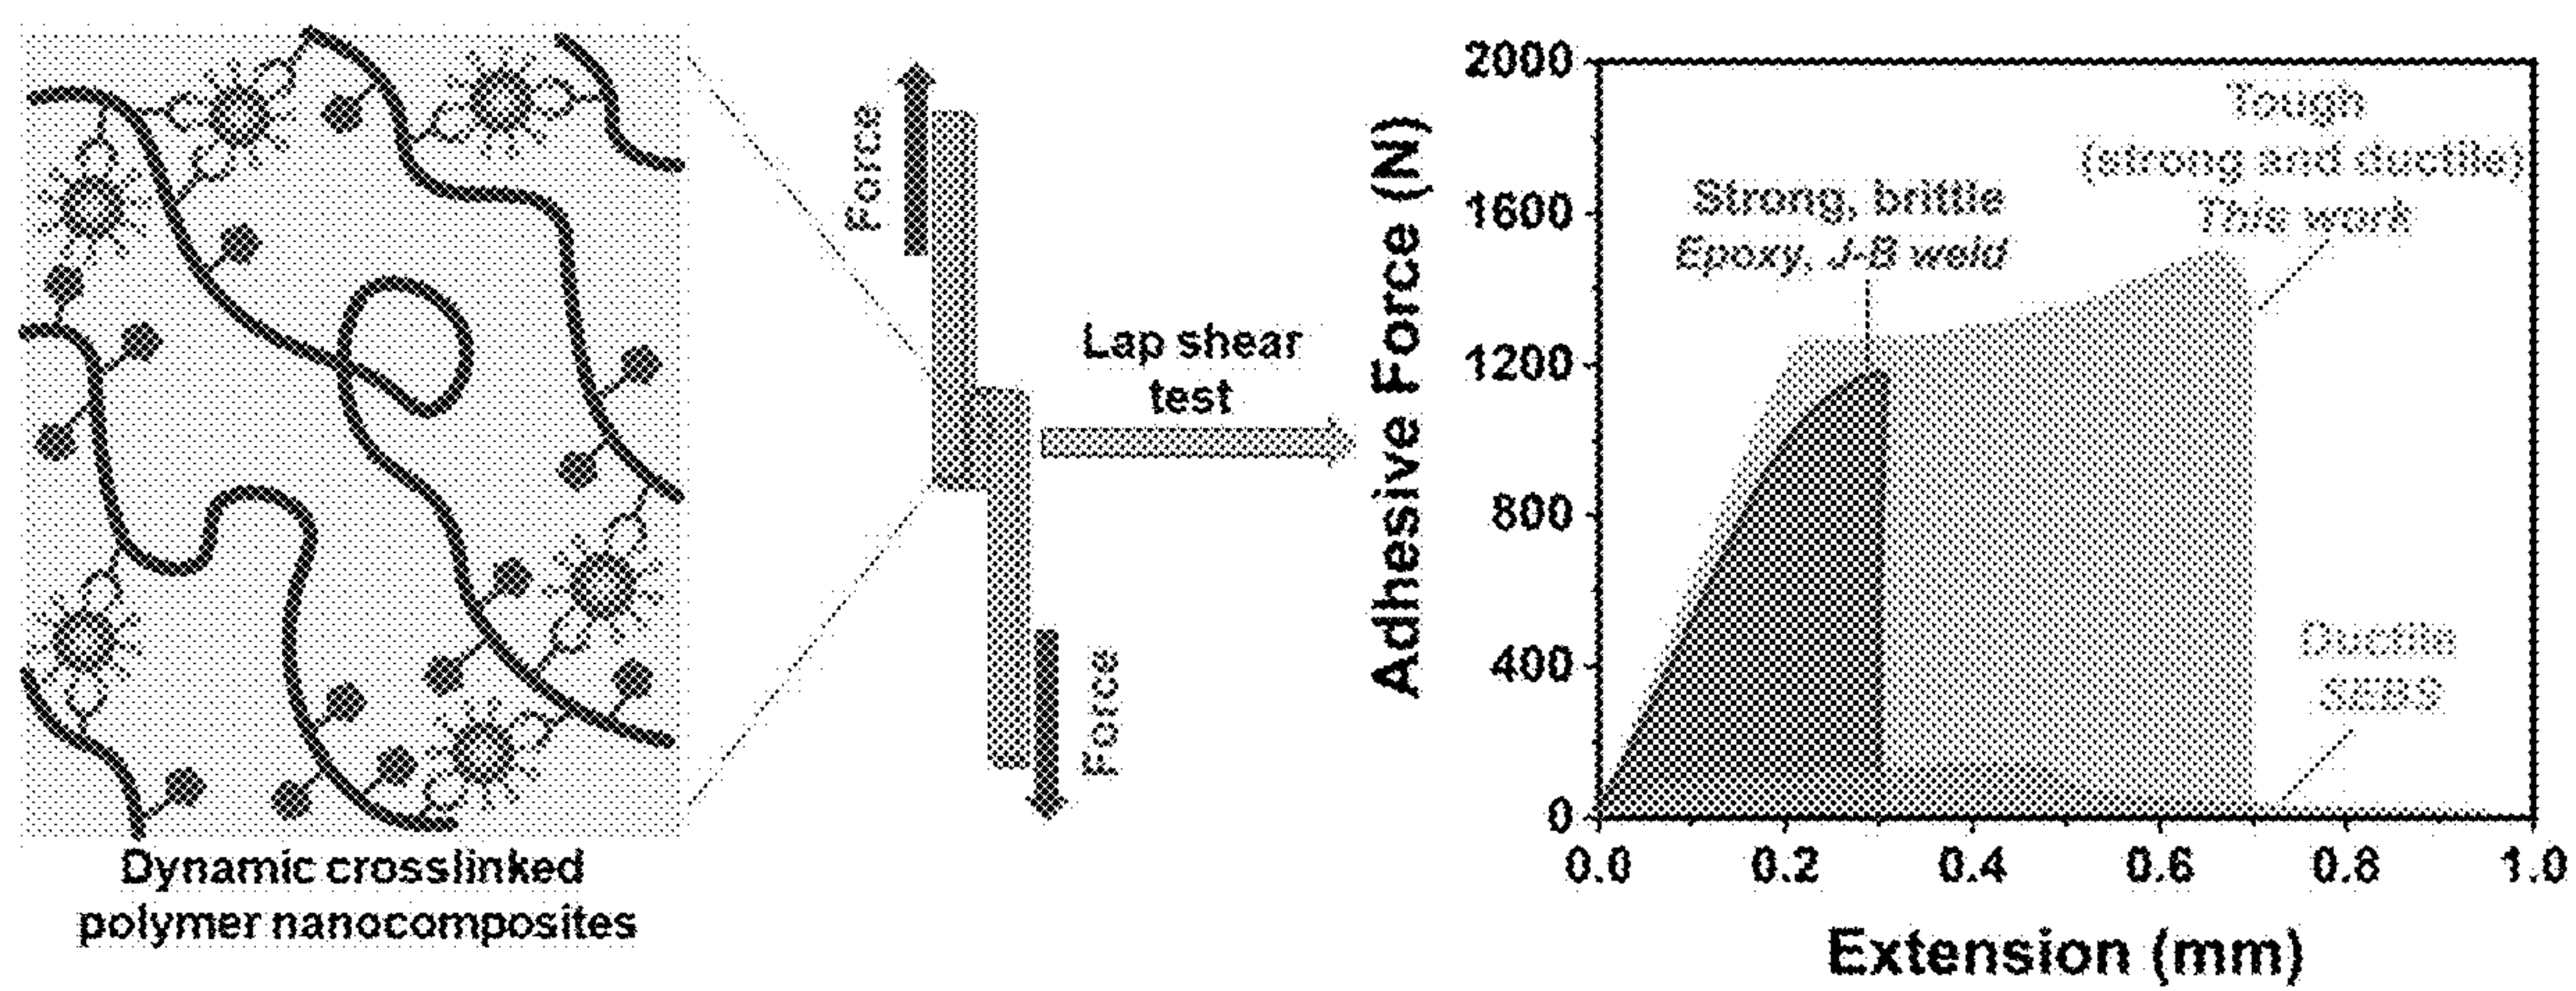 Dynamic crosslinked
polymer nanocomposites
Force
Force
Lap shear
test
Adhesive Force (N)
2000
1600
1200
800
400
0
Strong, brittle
Epoxy, J-B weld
Tough
(strong and ductile)
This work
Ductile
SEBS
0.0 0.2 0.4 0.6 0.8 1.0
Extension (mm)